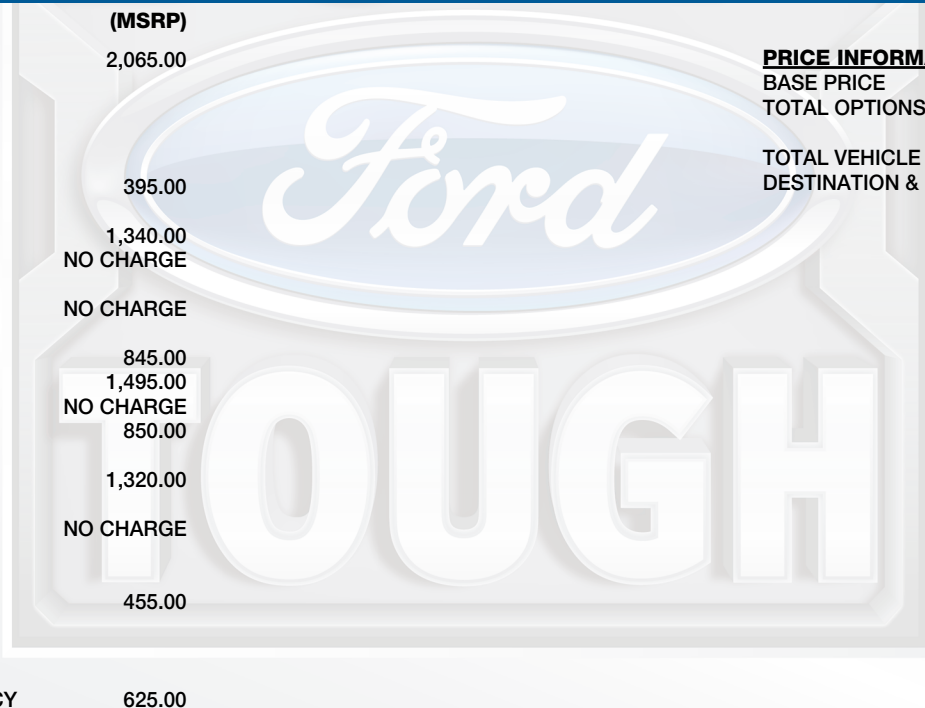 (MSRP)
2,065.00
395.00
1,340.00
NO CHARGE
NO CHARGE
845.00
1,495.00
NO CHARGE
850.00
1,320.00
NO CHARGE
455.00
CY 625.00
PRICE INFORMA
BASE PRICE
TOTAL OPTIONS
TOTAL VEHICLE
DESTINATION &
Ford
TOUGH